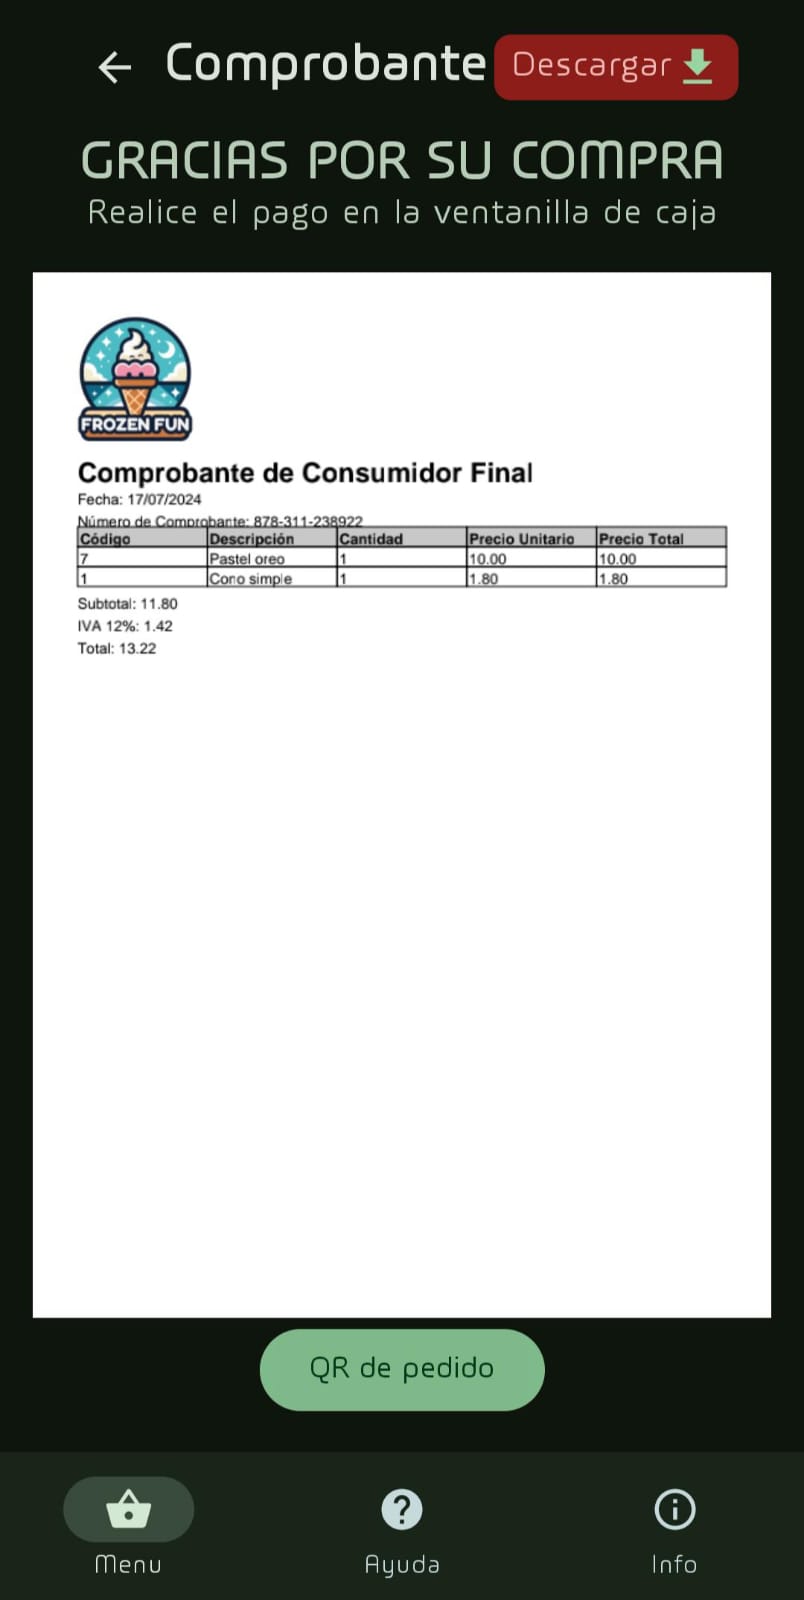 Comprobante Descargar
GRACIAS POR SU COMPRA
Realice el pago en la ventanilla de caja
FROZEN FUN
Comprobante de Consumidor Final
Fecha: 17/07/2024
Número de Comprobante: 878-311-238922
Código Descripción Cantidad Precio Unitario Precio Total
7 Pastel oreo 1 10.00 10.00
1 Cono simple 1 1.80 1.80
Subtotal: 11.80
IVA 12%: 1.42
Total: 13.22
QR de pedido
Menu Ayuda Info